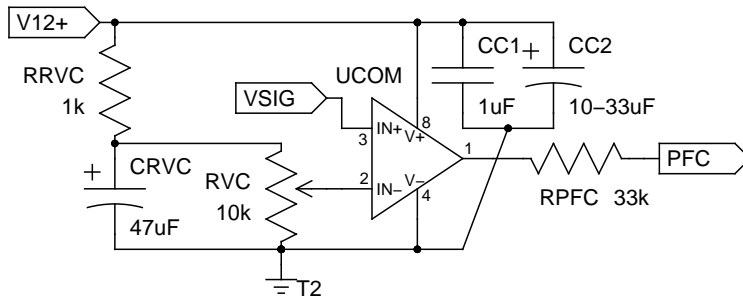 V12+
RRVC
1k
CRVC
47uF
RVC
10k
T2
VSIG
UCOM
IN+
3
V+
8
IN−
2
V−
4
1
CC1
1uF
CC2
10−33uF
RPFC 33k
PFC